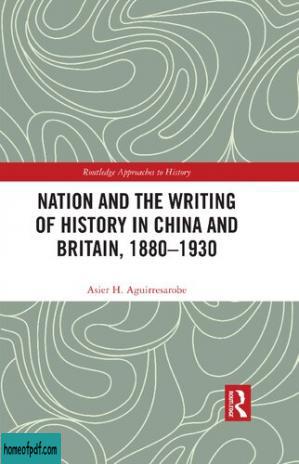 Routledge Approaches to History
NATION AND THE WRITING
OF HISTORY IN CHINA AND
BRITAIN, 1880–1930
Asier H. Aguirresarobe
ROUTLEDGE
homeofpdf.com